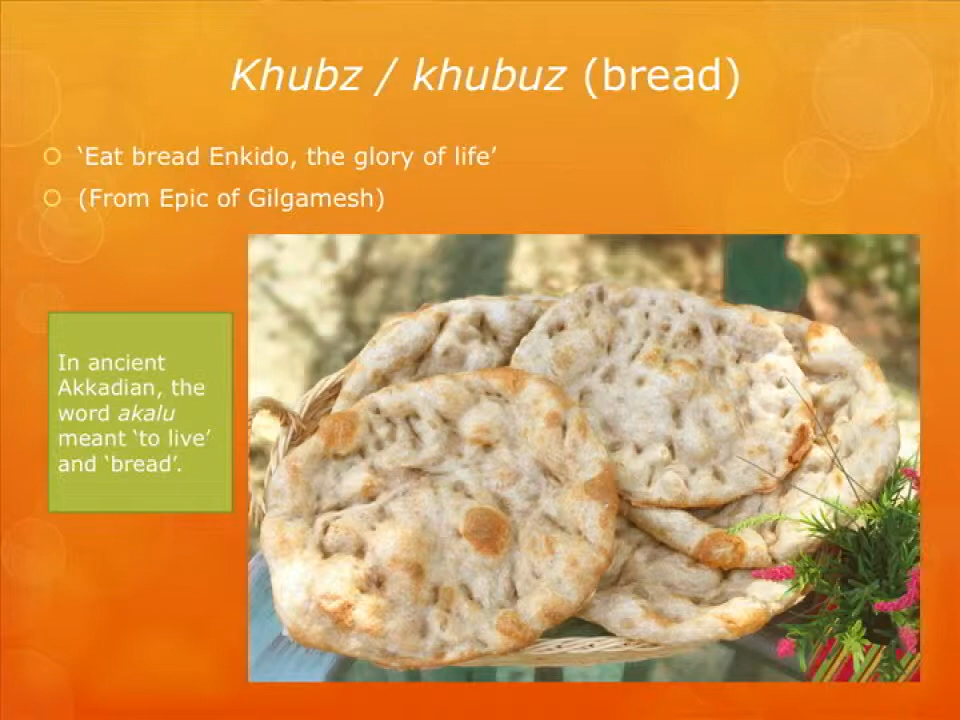 Khubz / khubuz (bread)
‘Eat bread Enkido, the glory of life’
(From Epic of Gilgamesh)
In ancient
Akkadian, the
word akalu
meant ‘to live’
and ‘bread’.